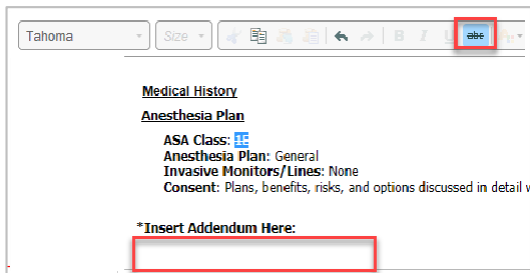 Tahoma Size B I U abc A
Medical History
Anesthesia Plan
ASA Class: 1E
Anesthesia Plan: General
Invasive Monitors/Lines: None
Consent: Plans, benefits, risks, and options discussed in detail
*Insert Addendum Here: